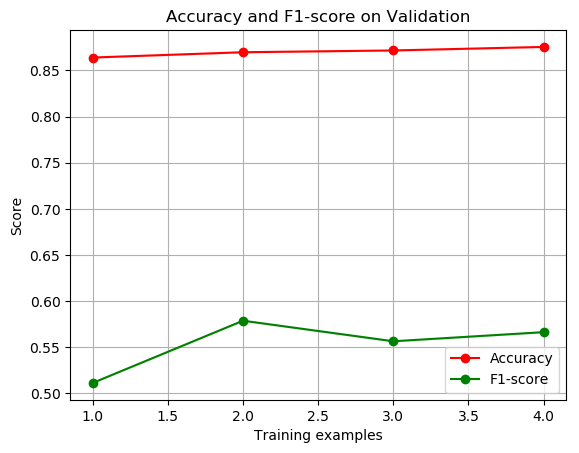 Accuracy and F1-score on Validation
0.85
0.80
0.75
0.70
0.65
0.60
0.55
0.50
Score
1.0 1.5 2.0 2.5 3.0 3.5 4.0
Training examples
Accuracy
F1-score